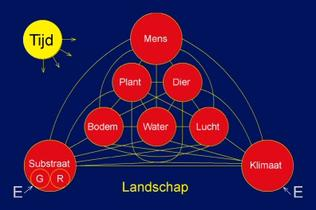 Tijd
Mens
Plant Dier
Bodem Water Lucht
Substraat
G R
Klimaat
E
E
Landschap